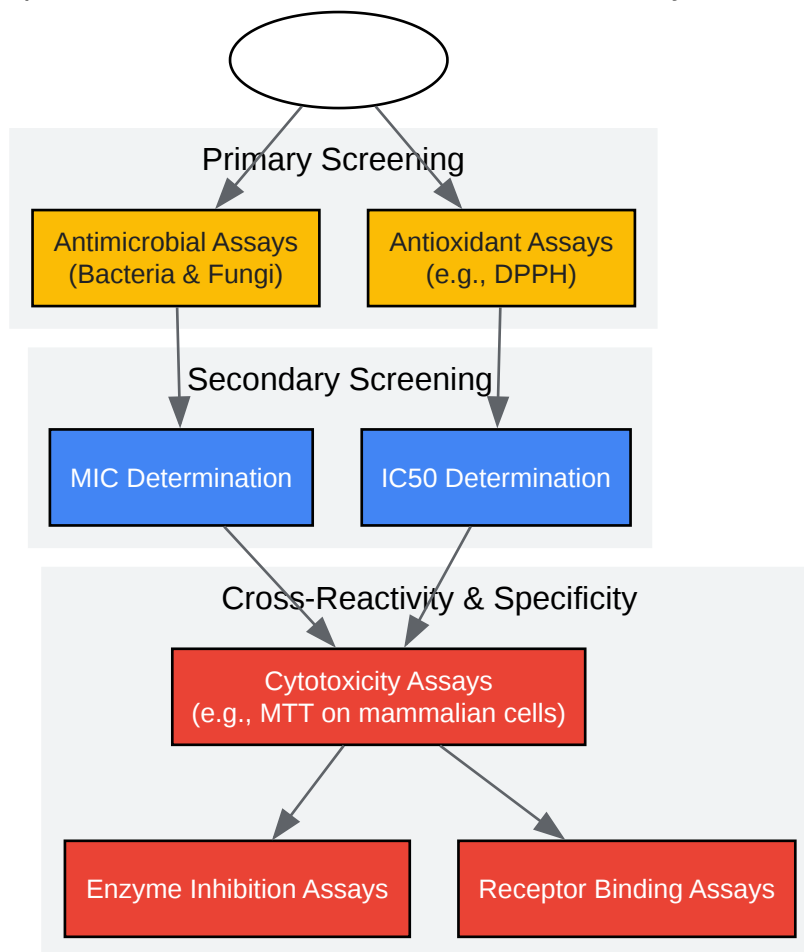 Primary Screening
Antimicrobial Assays
(Bacteria & Fungi)
Antioxidant Assays
(e.g., DPPH)
Secondary Screening
MIC Determination
IC50 Determination
Cross-Reactivity & Specificity
Cytotoxicity Assays
(e.g., MTT on mammalian cells)
Enzyme Inhibition Assays
Receptor Binding Assays